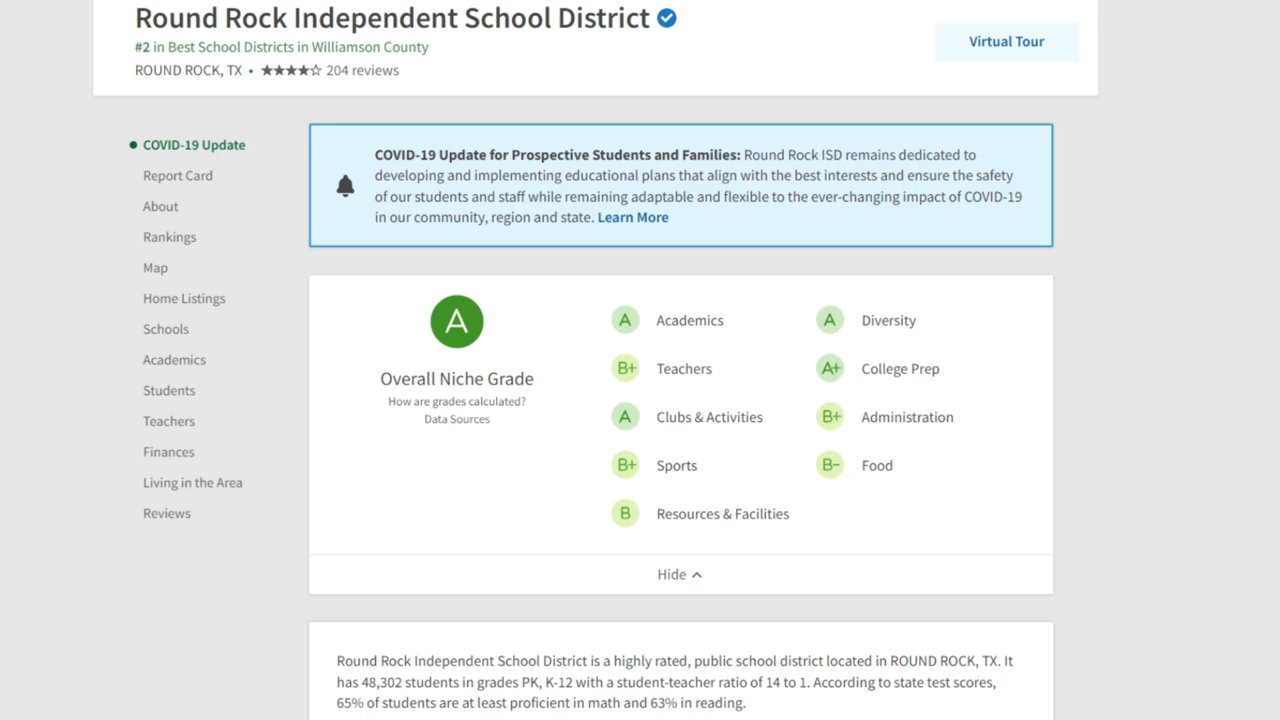 Round Rock Independent School District
#2 in Best School Districts in Williamson County
ROUND ROCK, TX • ★★★★☆ 204 reviews
Virtual Tour
COVID-19 Update
Report Card
About
Rankings
Map
Home Listings
Schools
Academics
Students
Teachers
Finances
Living in the Area
Reviews
COVID-19 Update for Prospective Students and Families: Round Rock ISD remains dedicated to
developing and implementing educational plans that align with the best interests and ensure the safety
of our students and staff while remaining adaptable and flexible to the ever-changing impact of COVID-19
in our community, region and state. Learn More
A
Overall Niche Grade
How are grades calculated?
Data Sources
A Academics
B+ Teachers
A Clubs & Activities
B+ Sports
B Resources & Facilities
A Diversity
A+ College Prep
B+ Administration
B- Food
Hide
Round Rock Independent School District is a highly rated, public school district located in ROUND ROCK, TX. It
has 48,302 students in grades PK, K-12 with a student-teacher ratio of 14 to 1. According to state test scores,
65% of students are at least proficient in math and 63% in reading.